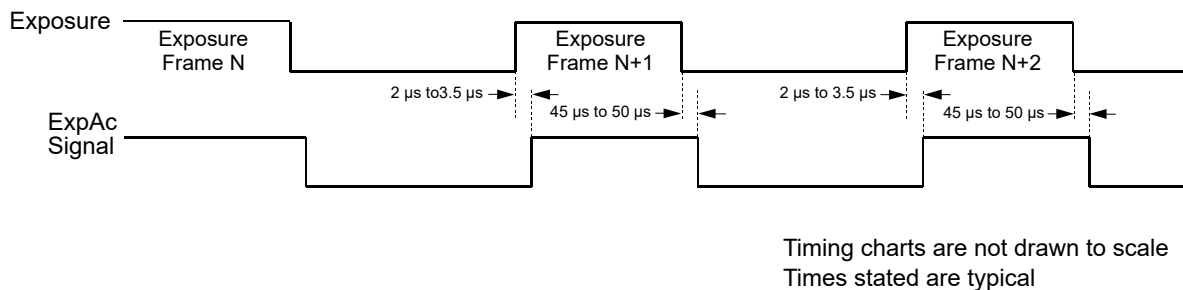 Exposure
Exposure
Frame N
Exposure
Frame N+1
Exposure
Frame N+2
2 µs to3.5 µs
45 µs to 50 µs
2 µs to 3.5 µs
45 µs to 50 µs
ExpAc
Signal
Timing charts are not drawn to scale
Times stated are typical